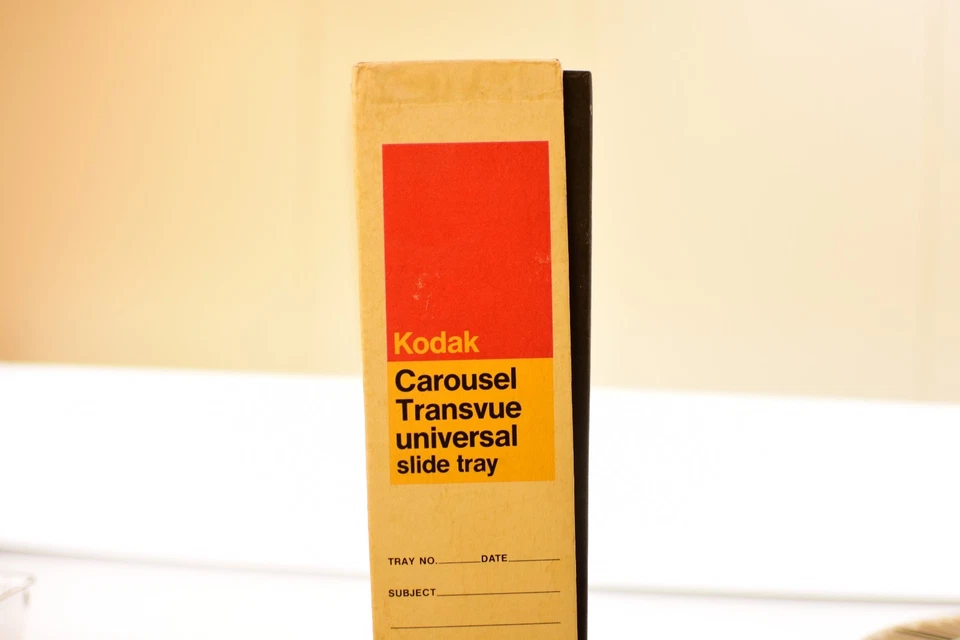 Kodak
Carousel
Transvue
universal
slide tray
TRAY NO. DATE
SUBJECT